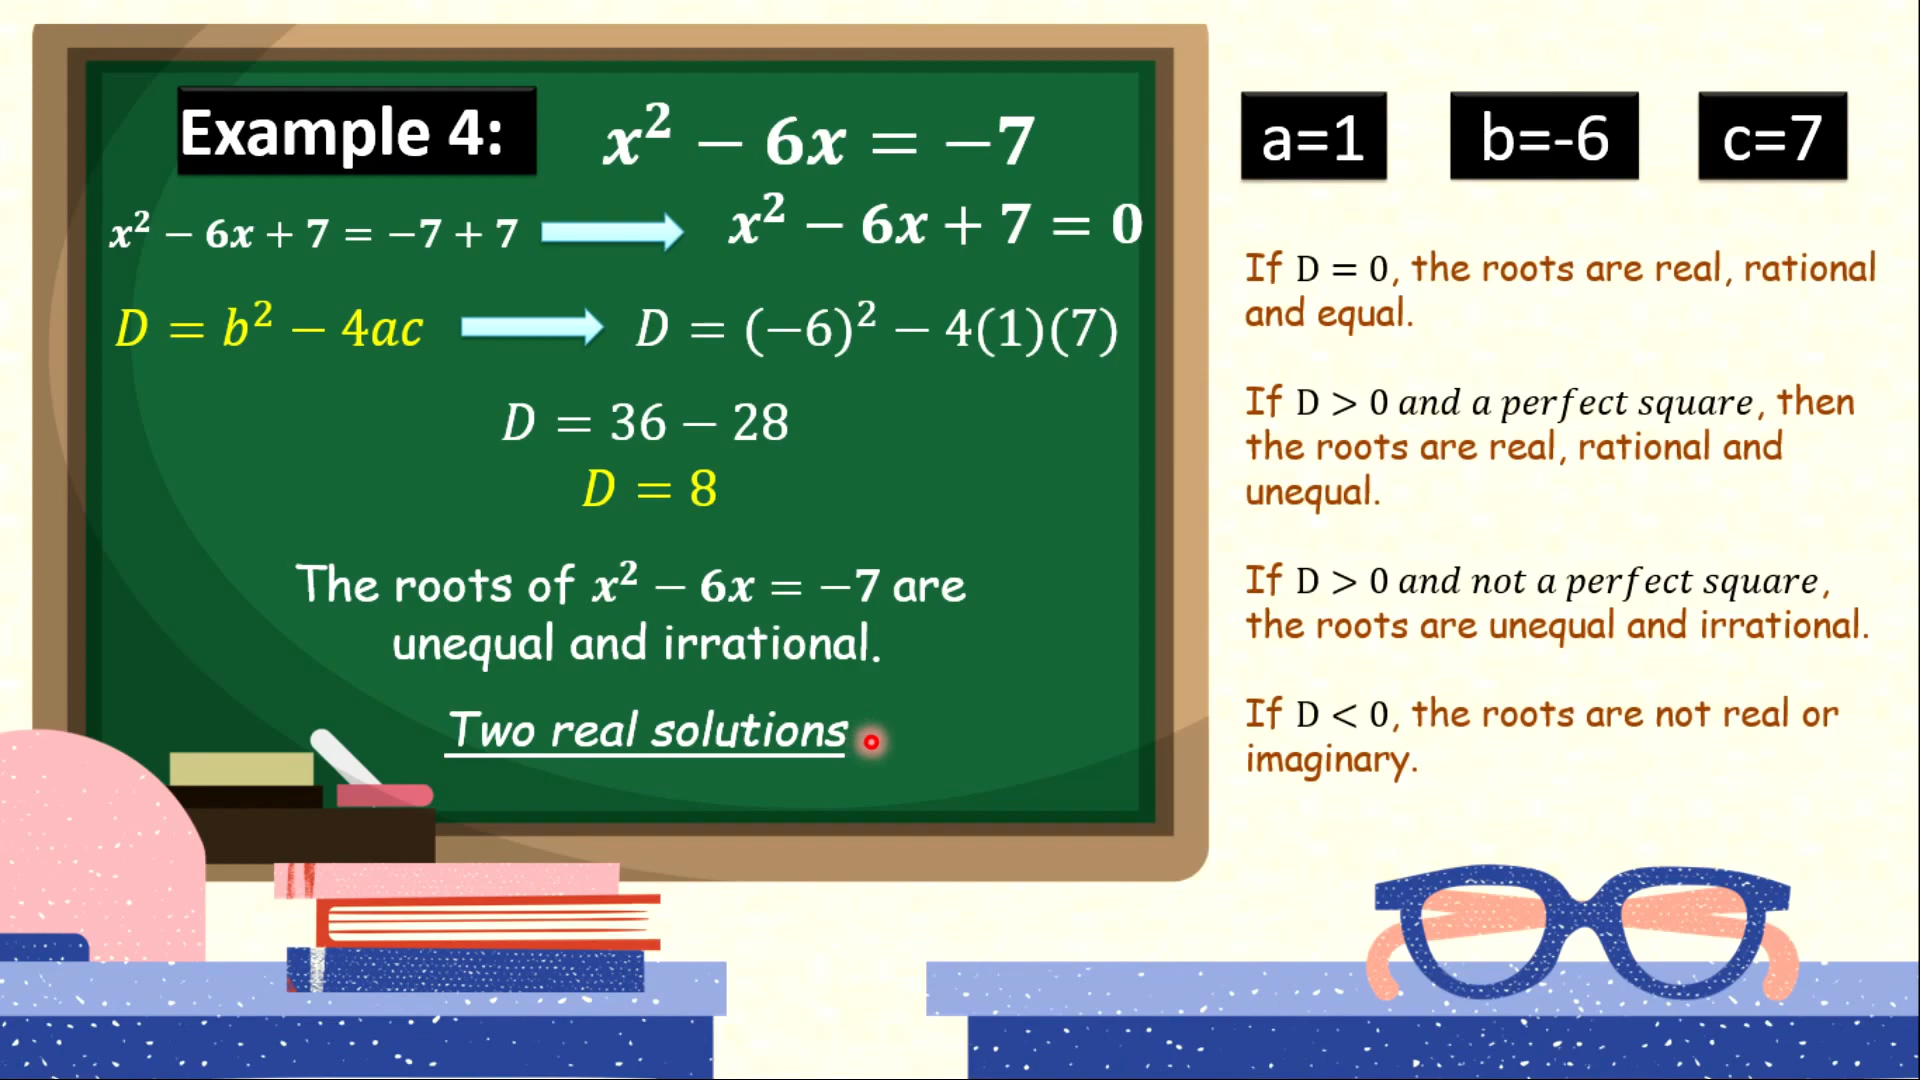 Example 4:
x² − 6x = −7
x² − 6x + 7 = −7 + 7
x² − 6x + 7 = 0
D = b² − 4ac
D = (−6)² − 4(1)(7)
D = 36 − 28
D = 8
The roots of x² − 6x = −7 are
unequal and irrational.
Two real solutions
a=1
b=-6
c=7
If D = 0, the roots are real, rational
and equal.
If D > 0 and a perfect square, then
the roots are real, rational and
unequal.
If D > 0 and not a perfect square,
the roots are unequal and irrational.
If D < 0, the roots are not real or
imaginary.